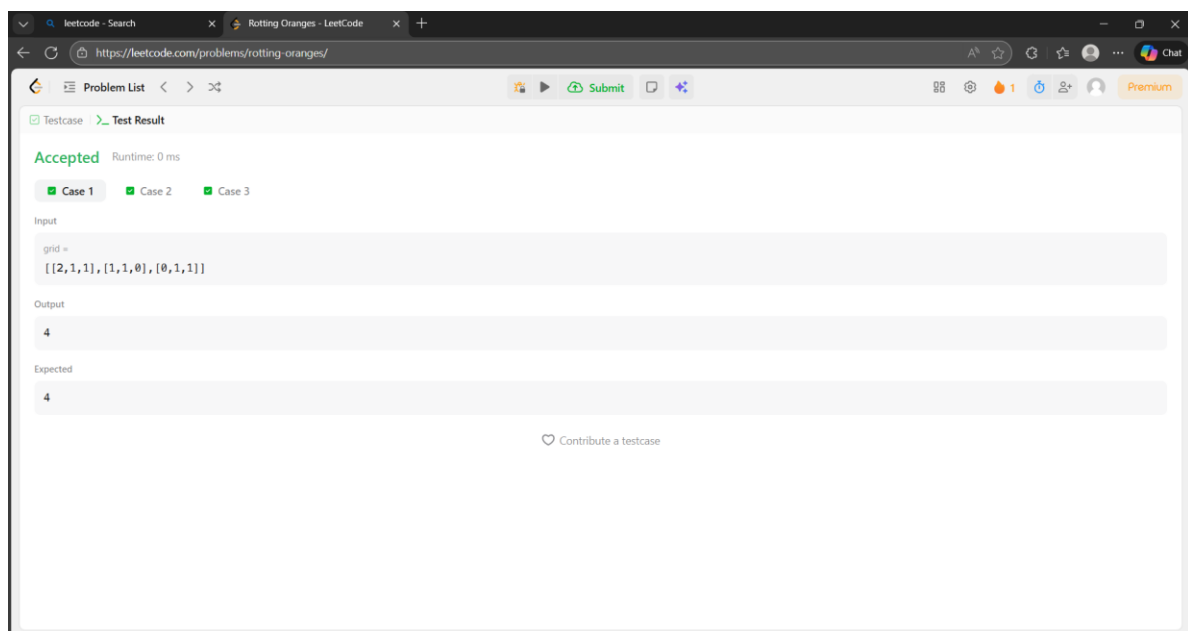 leetcode - Search
Rotting Oranges - LeetCode
https://leetcode.com/problems/rotting-oranges/
Chat
Problem List
Submit
1
Premium
Testcase
Test Result
Accepted Runtime: 0 ms
Case 1 Case 2 Case 3
Input
grid =
[[2,1,1],[1,1,0],[0,1,1]]
Output
4
Expected
4
Contribute a testcase